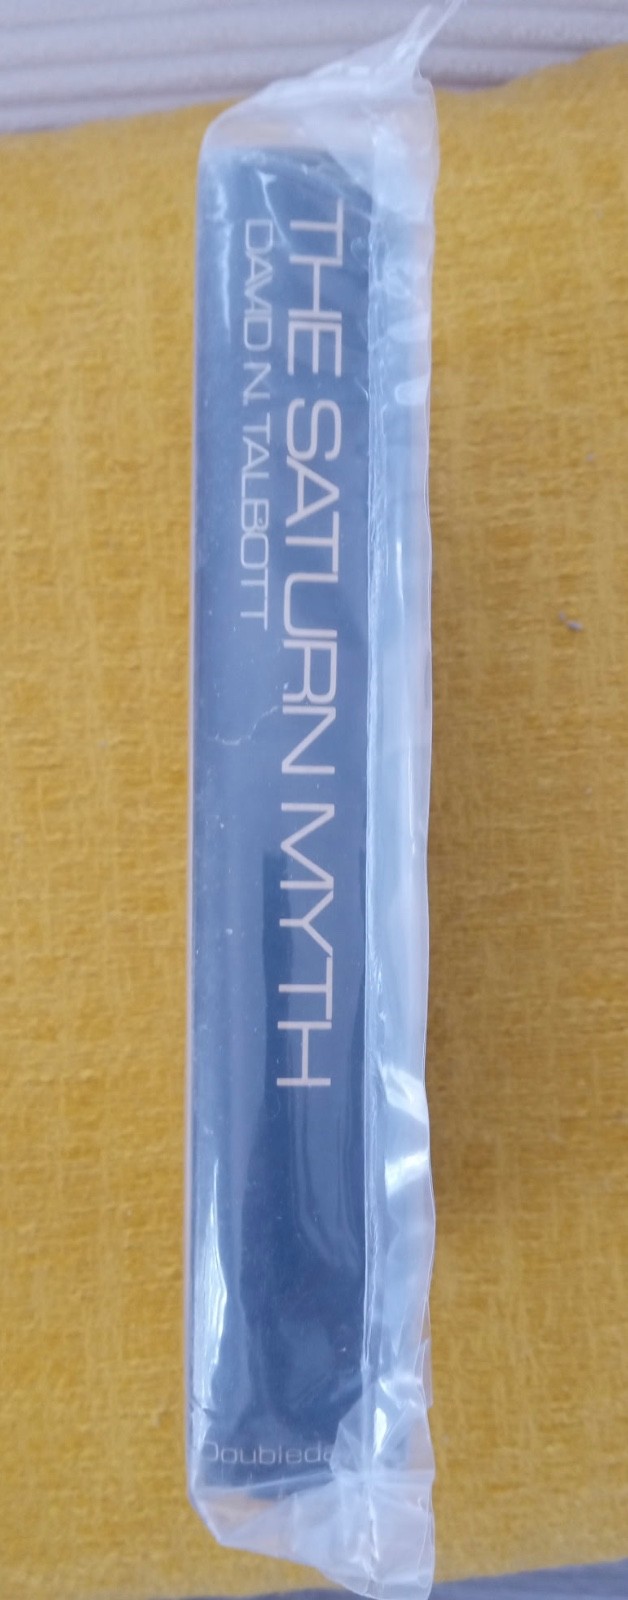 THE SATURN MYTH
DAVID N. TALBOTT
Doubleda